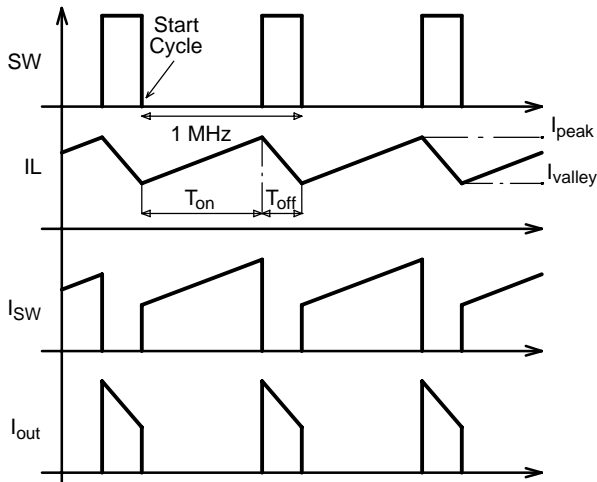 Start
Cycle
SW
1 MHz
Ipeak
IL
Ivalley
Ton
Toff
ISW
Iout